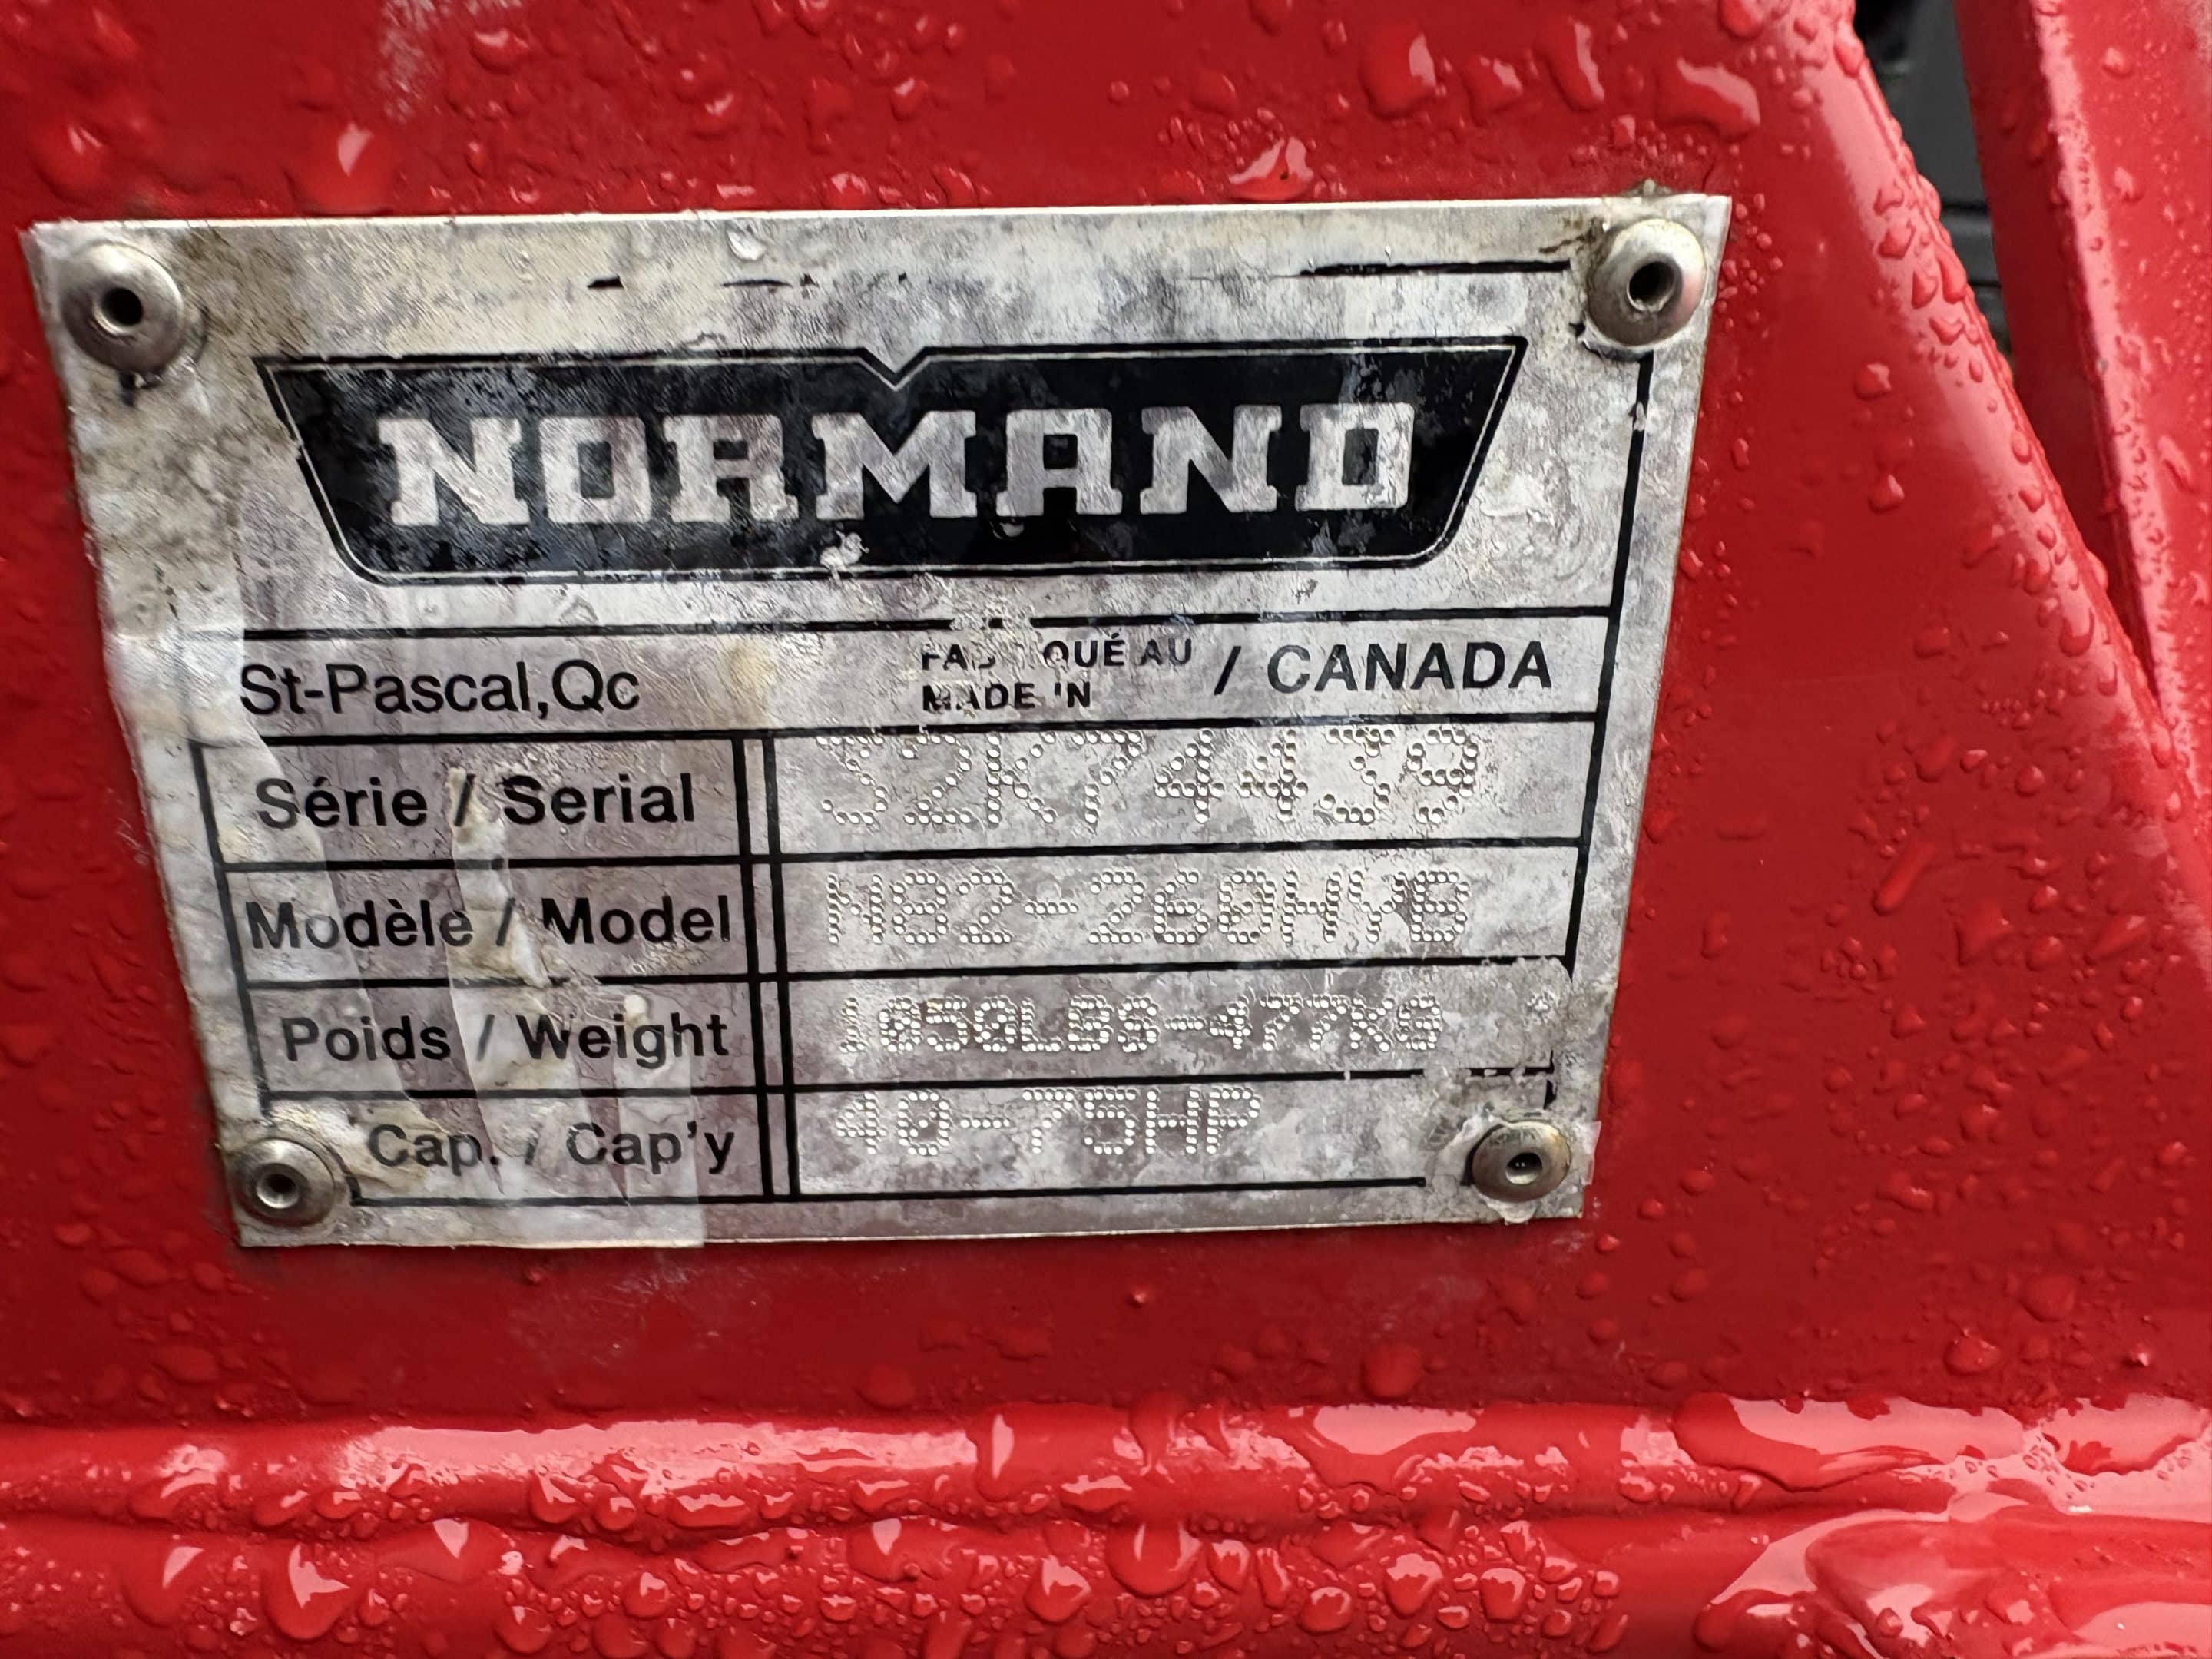 NORMAND
St-Pascal,Qc
FABRIQUÉ AU
MADE IN / CANADA
Série / Serial 32K74439
Modèle / Model N82-260HYB
Poids / Weight 1050LBS-477KG
Cap. / Cap'y 40-75HP